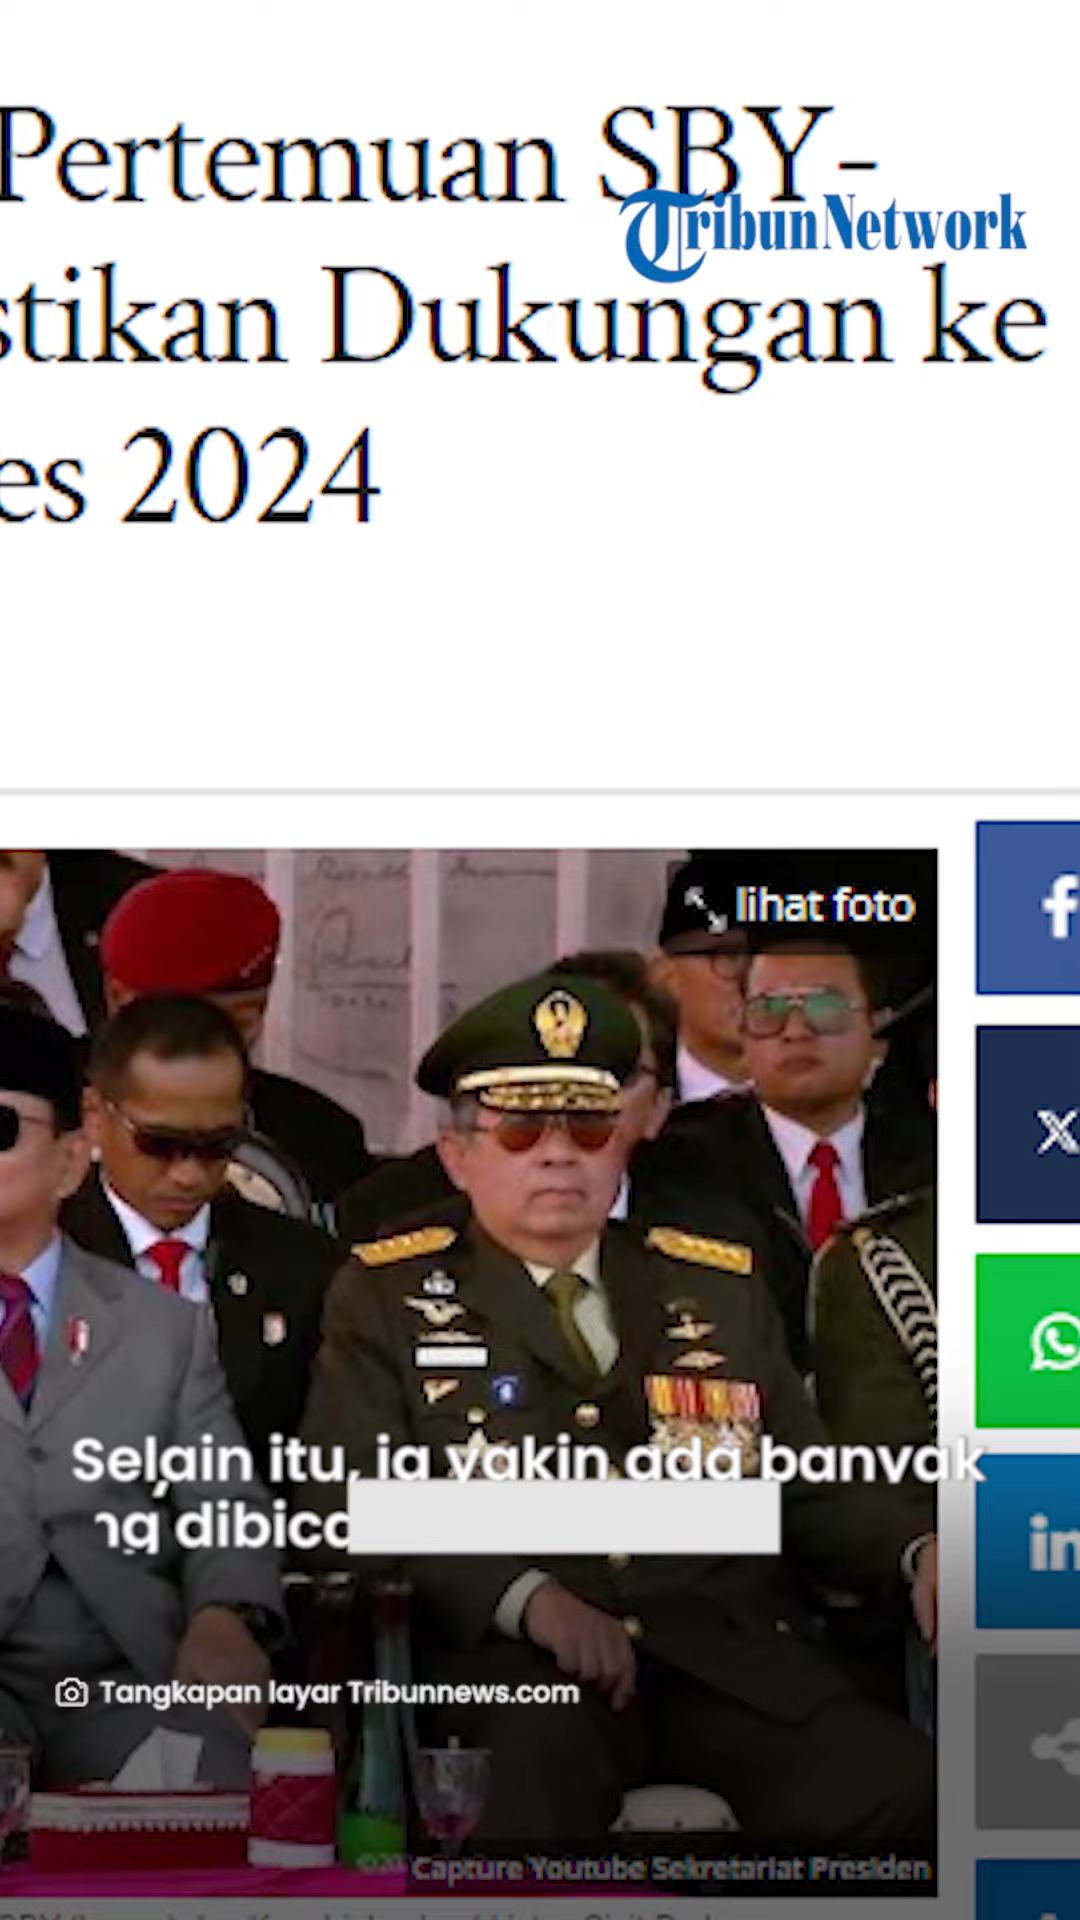 Pertemuan SBY-
TribunNetwork
stikan Dukungan ke
es 2024
lihat foto
Selain itu, ia yakin ada banyak
ng dibica
Tangkapan layar Tribunnews.com
Capture Youtube Sekretariat Presiden